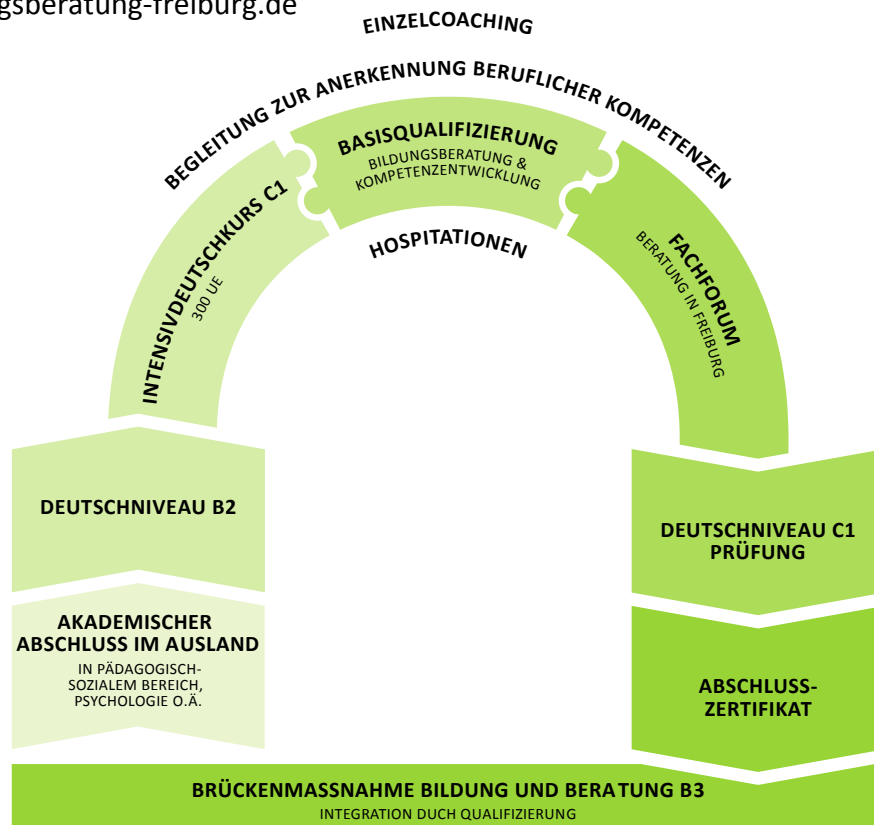 gsberatung-freiburg.de
EINZELCOACHING
BEGLEITUNG ZUR ANERKENNUNG BERUFLICHER KOMPETENZEN
BASISQUALIFIZIERUNG
BILDUNGSBERATUNG &
KOMPETENZENTWICKLUNG
HOSPITATIONEN
INTENSIVDEUTSCHKURS C1
300 UE
FACHFORUM
BERATUNG IN FREIBURG
DEUTSCHNIVEAU B2
AKADEMISCHER
ABSCHLUSS IM AUSLAND
IN PÄDAGOGISCH-
SOZIALEM BEREICH,
PSYCHOLOGIE O.Ä.
DEUTSCHNIVEAU C1
PRÜFUNG
ABSCHLUSS-
ZERTIFIKAT
BRÜCKENMASSNAHME BILDUNG UND BERATUNG B3
INTEGRATION DUCH QUALIFIZIERUNG